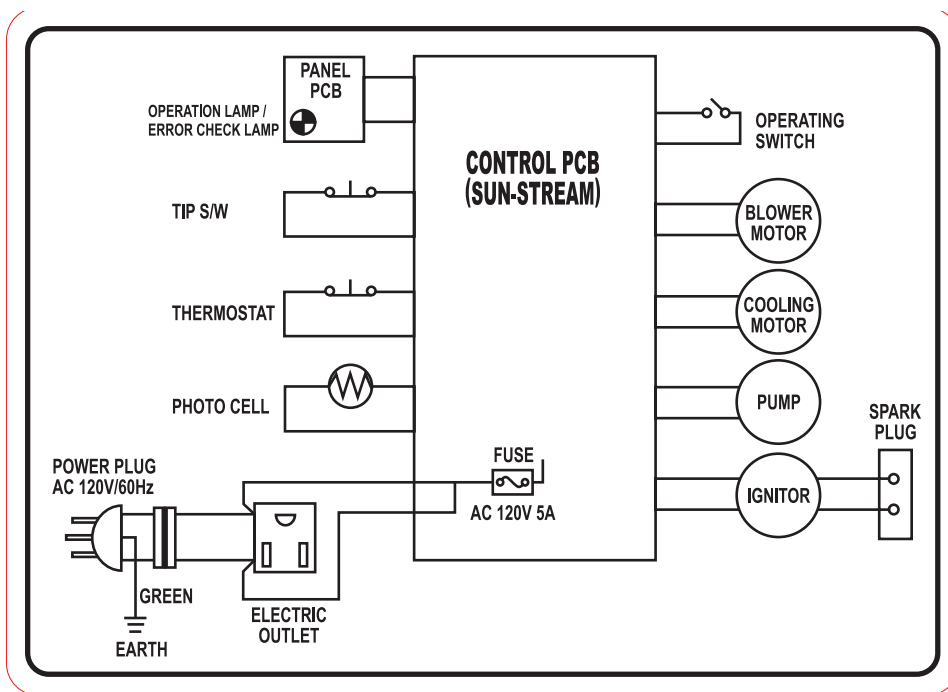 PANEL
PCB
OPERATION LAMP /
ERROR CHECK LAMP
TIP S/W
THERMOSTAT
PHOTO CELL
POWER PLUG
AC 120V/60Hz
GREEN
EARTH
ELECTRIC
OUTLET
CONTROL PCB
(SUN-STREAM)
FUSE
AC 120V 5A
OPERATING
SWITCH
BLOWER
MOTOR
COOLING
MOTOR
PUMP
IGNITOR
SPARK
PLUG